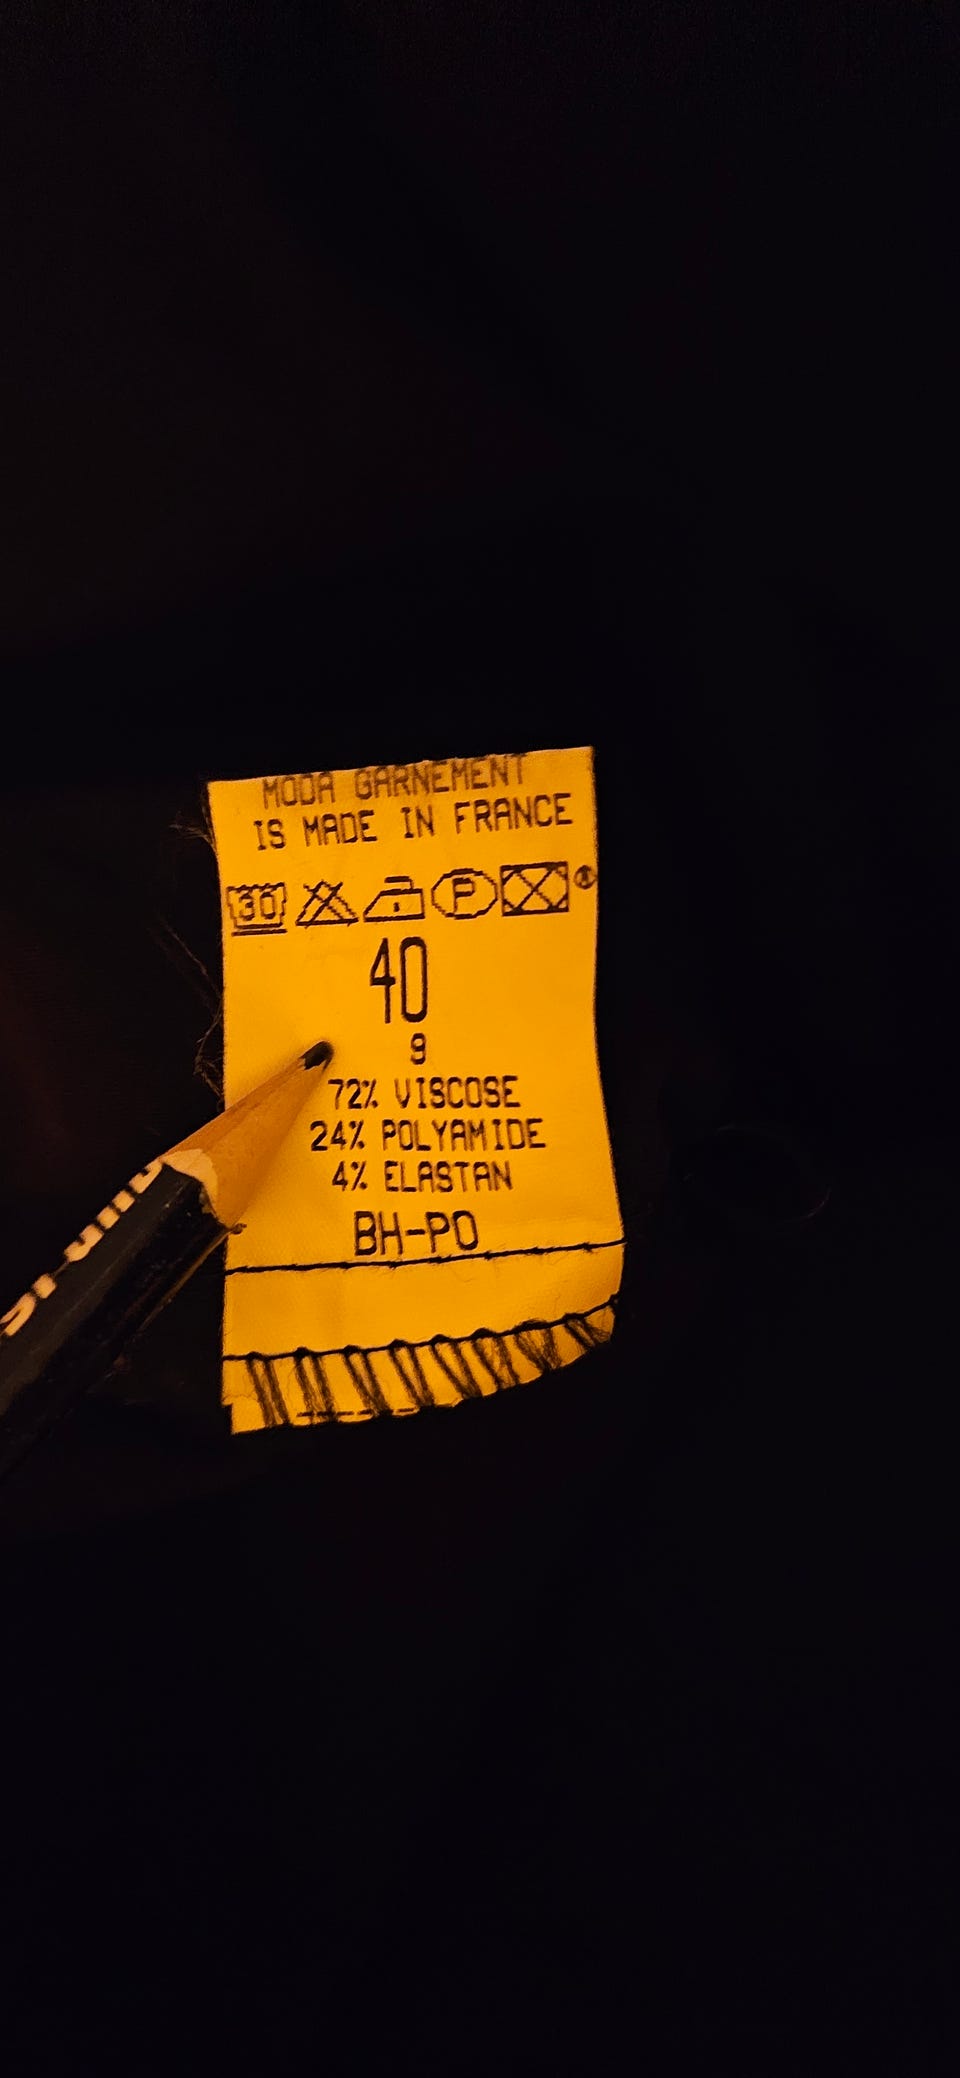 MODA GARNEMENT
IS MADE IN FRANCE
30 P ®
40
9
72% VISCOSE
24% POLYAMIDE
4% ELASTAN
BH-PO